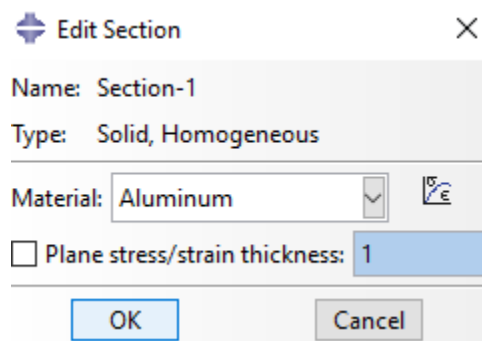 Edit Section
Name: Section-1
Type: Solid, Homogeneous
Material: Aluminum
Plane stress/strain thickness: 1
OK Cancel